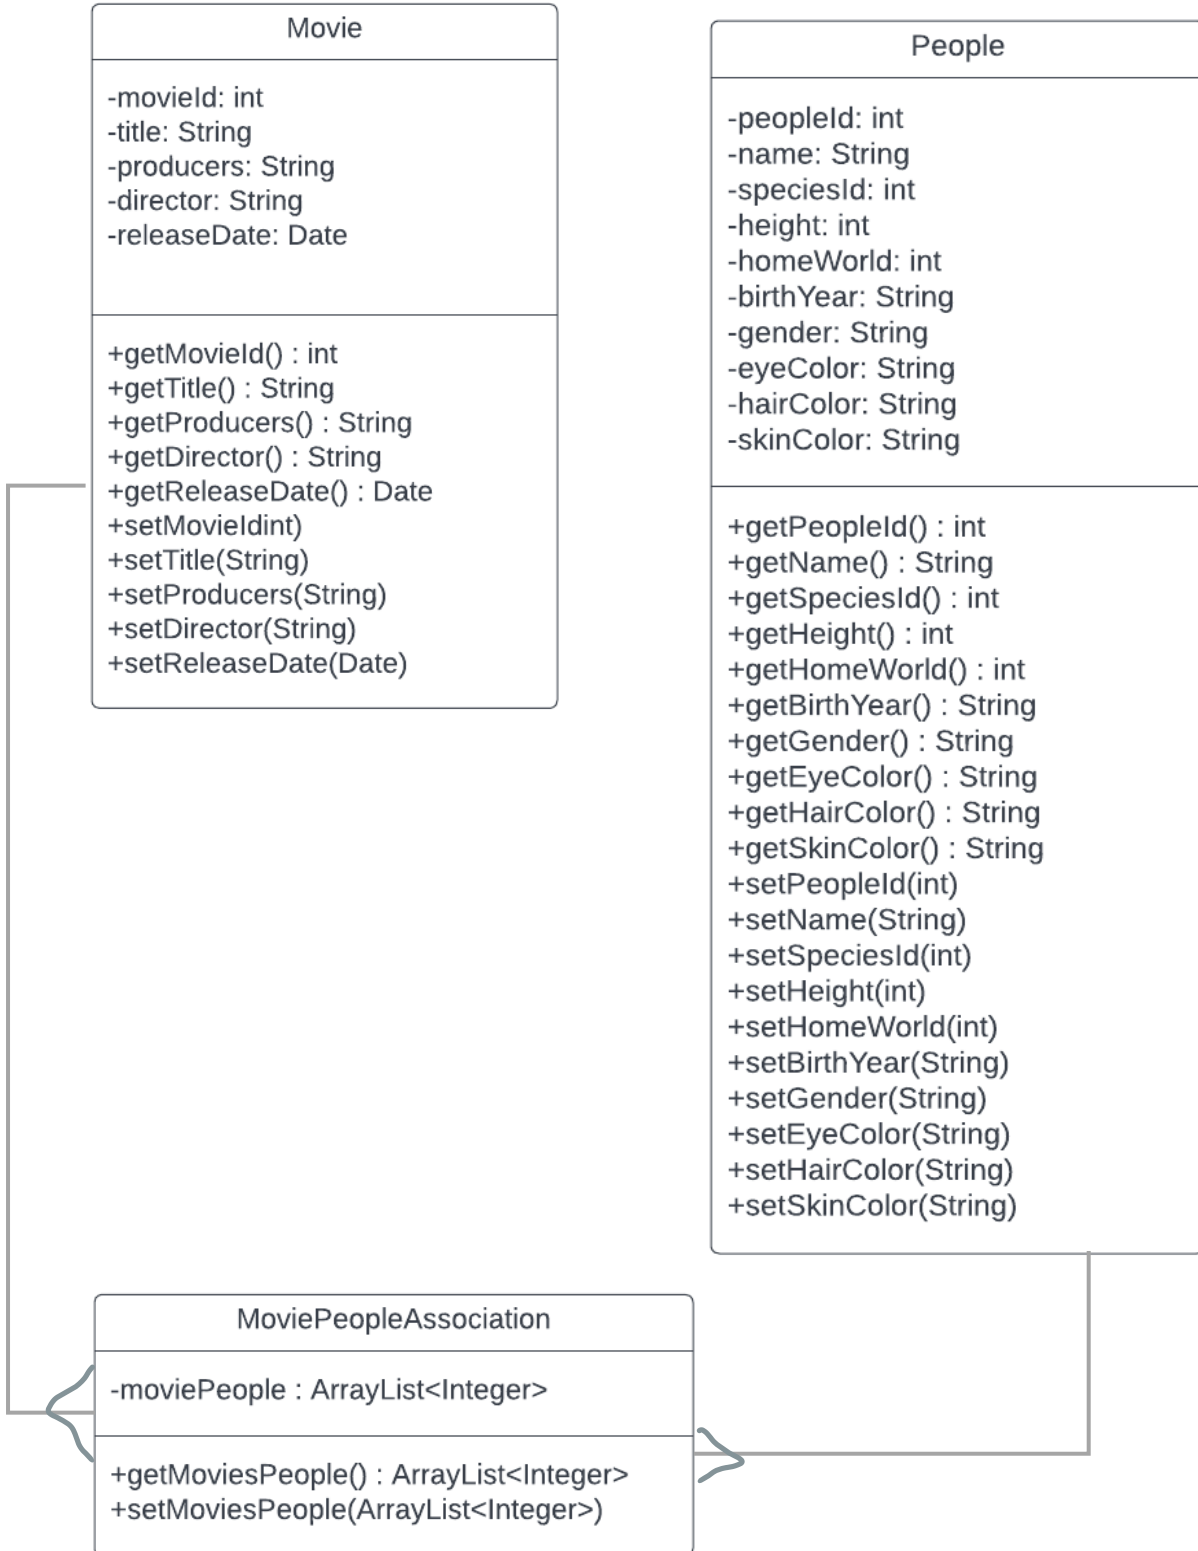 Movie
-movieId: int
-title: String
-producers: String
-director: String
-releaseDate: Date
+getMovieId() : int
+getTitle() : String
+getProducers() : String
+getDirector() : String
+getReleaseDate() : Date
+setMovieIdint)
+setTitle(String)
+setProducers(String)
+setDirector(String)
+setReleaseDate(Date)
People
-peopleId: int
-name: String
-speciesId: int
-height: int
-homeWorld: int
-birthYear: String
-gender: String
-eyeColor: String
-hairColor: String
-skinColor: String
+getPeopleId() : int
+getName() : String
+getSpeciesId() : int
+getHeight() : int
+getHomeWorld() : int
+getBirthYear() : String
+getGender() : String
+getEyeColor() : String
+getHairColor() : String
+getSkinColor() : String
+setPeopleId(int)
+setName(String)
+setSpeciesId(int)
+setHeight(int)
+setHomeWorld(int)
+setBirthYear(String)
+setGender(String)
+setEyeColor(String)
+setHairColor(String)
+setSkinColor(String)
MoviePeopleAssociation
-moviePeople : ArrayList<Integer>
+getMoviesPeople() : ArrayList<Integer>
+setMoviesPeople(ArrayList<Integer>)